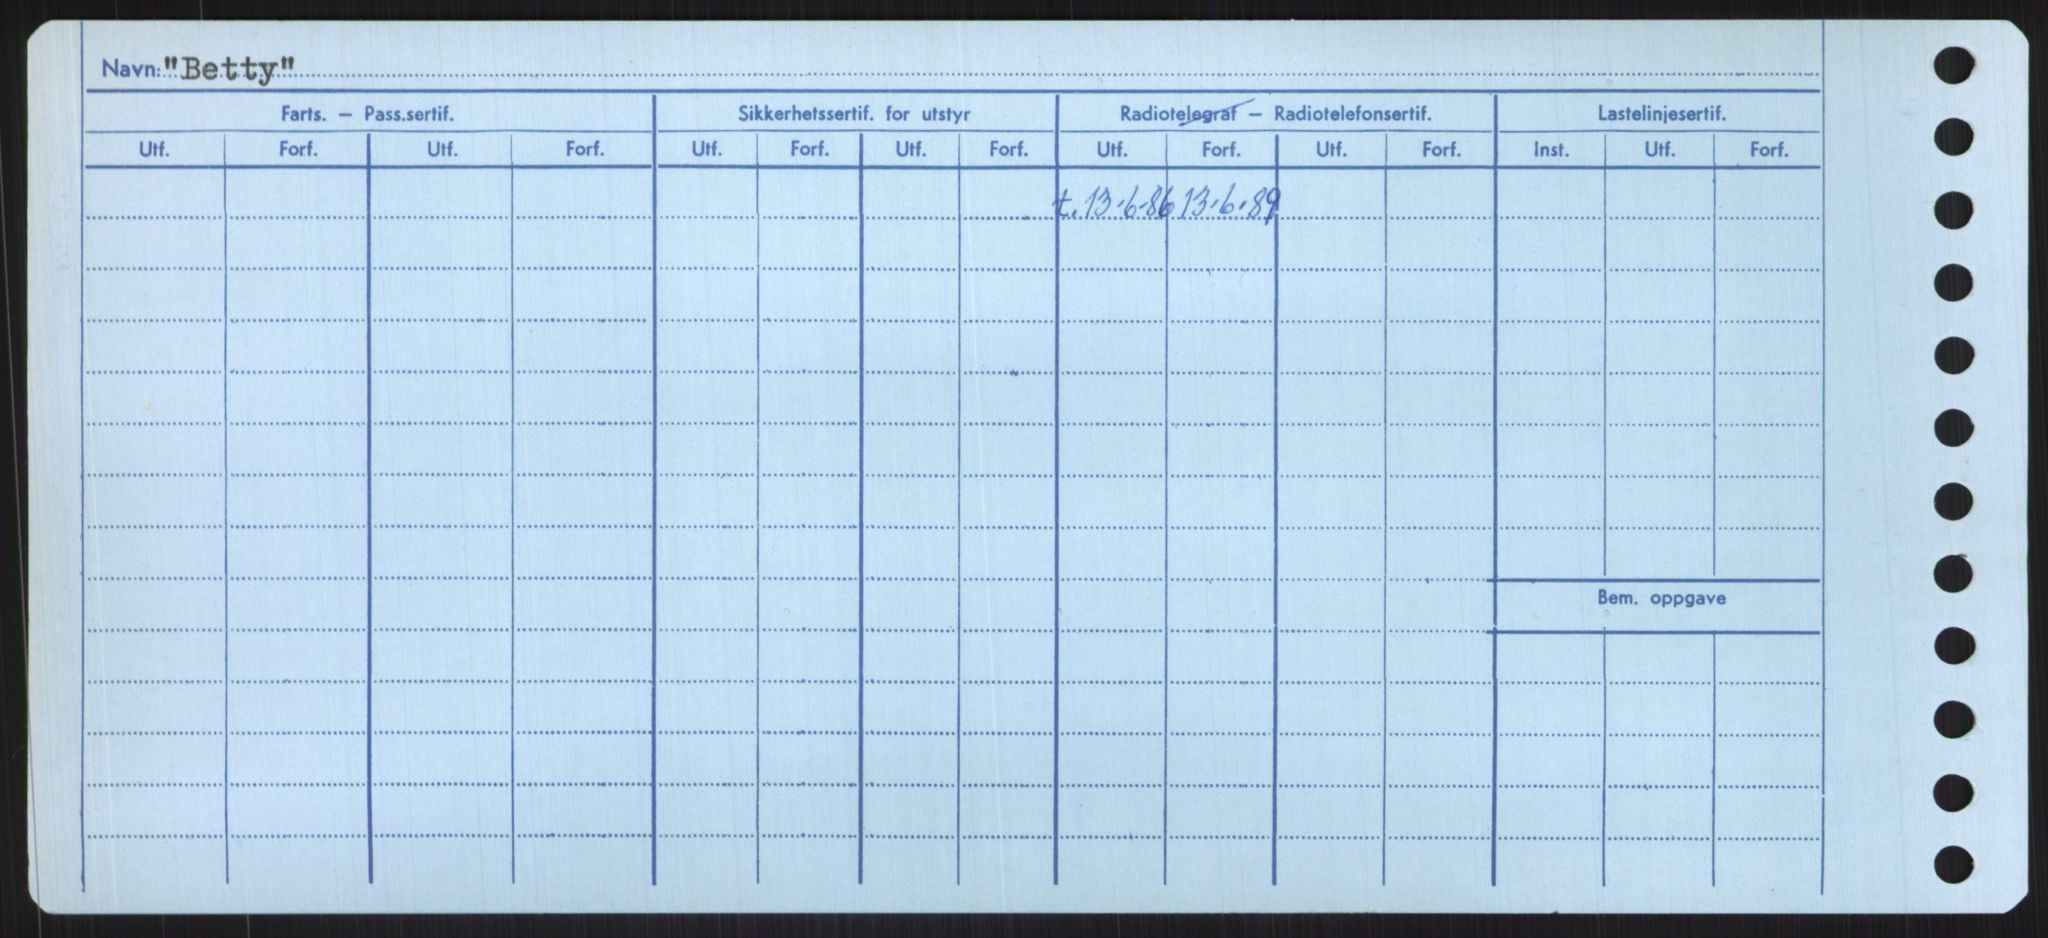 Navn: "Betty"
Farts. – Pass.sertif. Sikkerhetssertif. for utstyr Radiotelegraf – Radiotelefonsertif. Lastelinjesertif.
Utf. Forf. Utf. Forf. Utf. Forf. Utf. Forf. Utf. Forf. Utf. Forf. Inst. Utf. Forf.
t. 13-6-86 13-6-89
Bem. oppgave